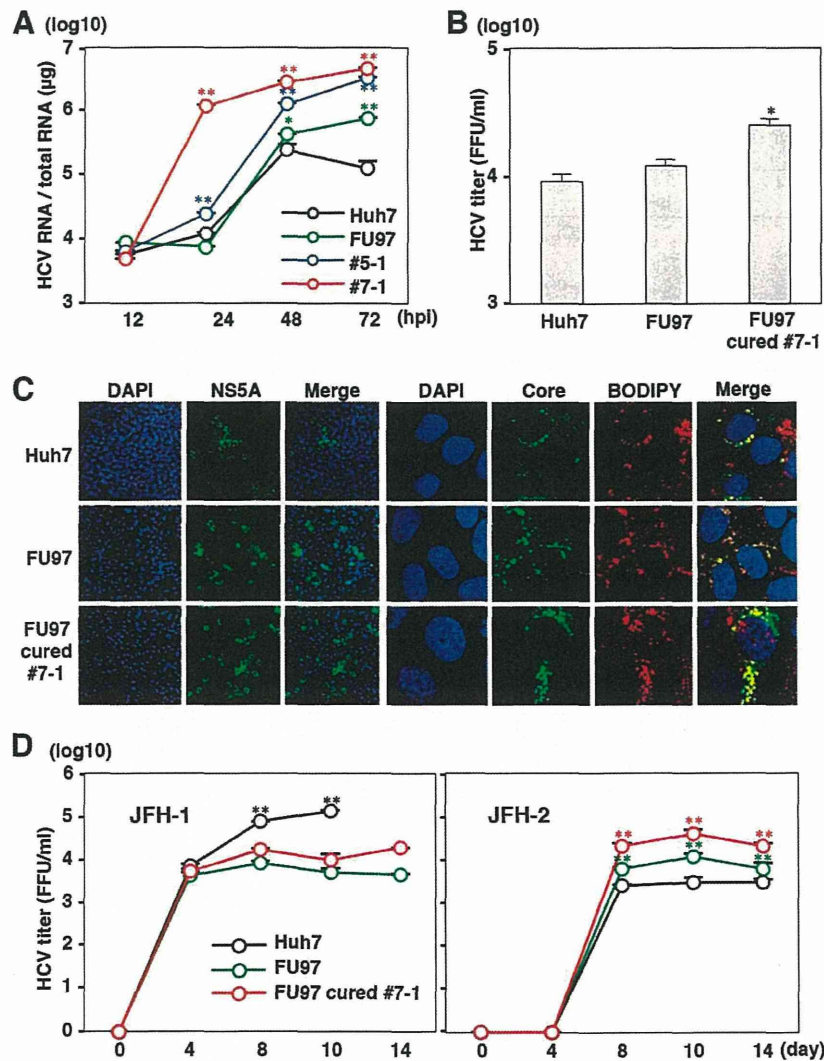 A (log10)
HCV RNA / total RNA (µg)
7
6
5
4
3
** ** **
** ** **
* **
Huh7
FU97
#5-1
#7-1
12 24 48 72 (hpi)
B (log10)
HCV titer (FFU/ml)
5
4
3
*
Huh7 FU97 FU97
cured #7-1
C
DAPI NS5A Merge DAPI Core BODIPY Merge
Huh7
FU97
FU97
cured
#7-1
D (log10)
HCV titer (FFU/ml)
6
5
4
3
2
1
0
JFH-1
** **
Huh7
FU97
FU97 cured #7-1
0 4 8 10 14
JFH-2
** ** **
** ** **
0 4 8 10 14 (day)